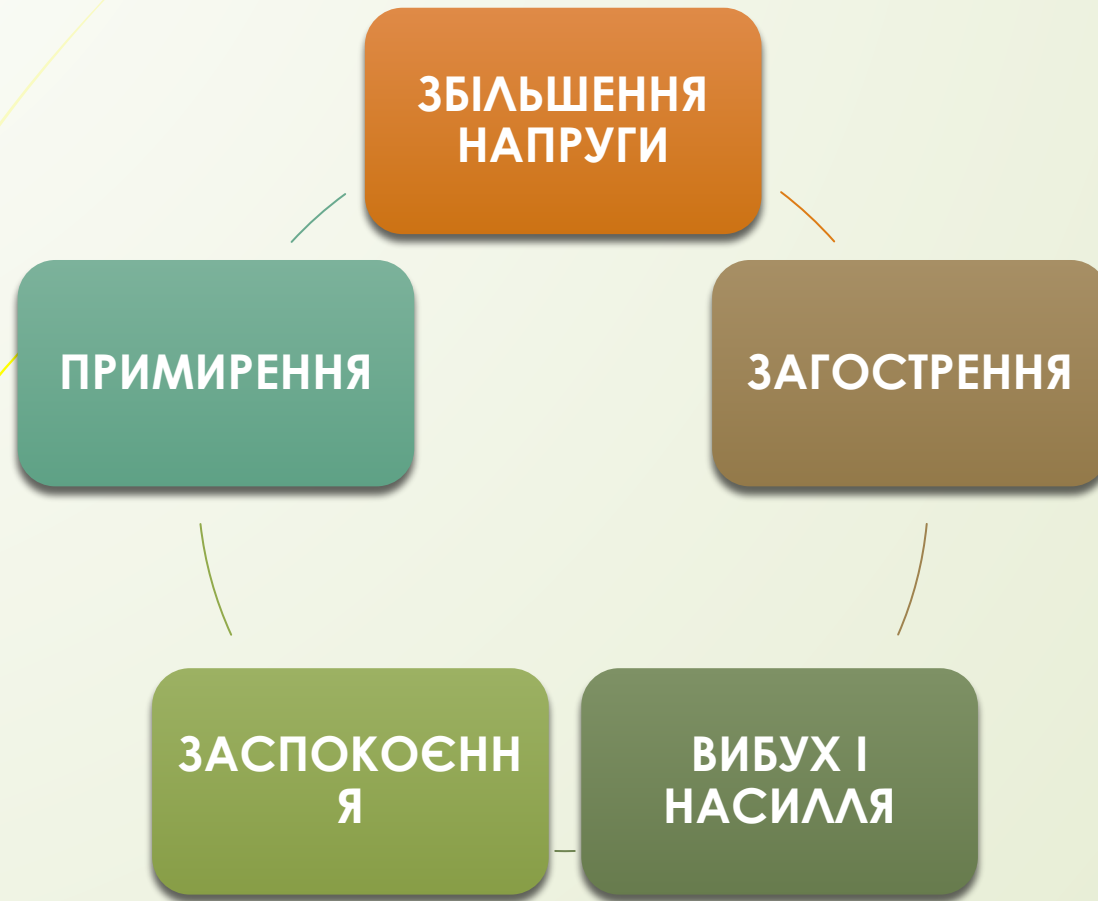 ЗБІЛЬШЕННЯ
НАПРУГИ
ЗАГОСТРЕННЯ
ВИБУХ І
НАСИЛЛЯ
ЗАСПОКОЄНН
Я
ПРИМИРЕННЯ